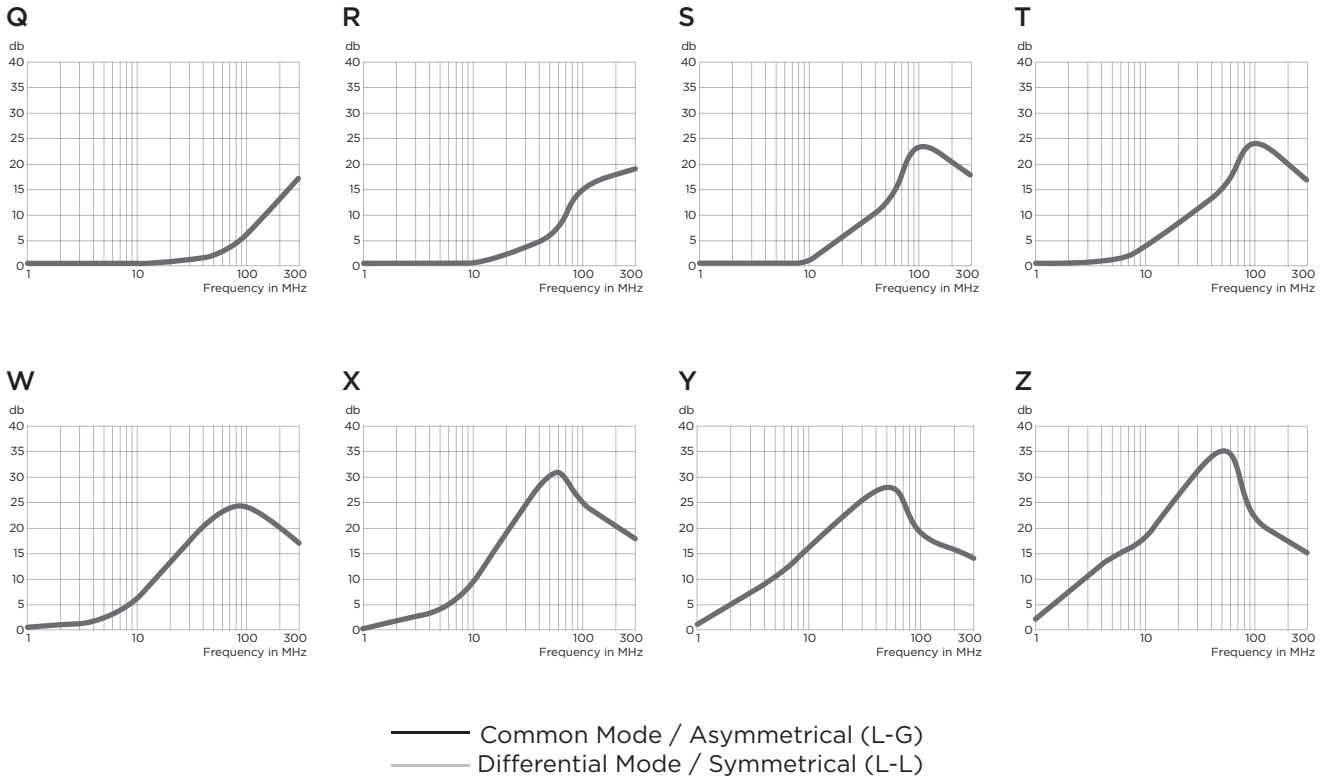 Q
db
40
35
30
25
20
15
10
5
0
1 10 100 300
Frequency in MHz
R
db
40
35
30
25
20
15
10
5
0
1 10 100 300
Frequency in MHz
S
db
40
35
30
25
20
15
10
5
0
1 10 100 300
Frequency in MHz
T
db
40
35
30
25
20
15
10
5
0
1 10 100 300
Frequency in MHz
W
db
40
35
30
25
20
15
10
5
0
1 10 100 300
Frequency in MHz
X
db
40
35
30
25
20
15
10
5
0
1 10 100 300
Frequency in MHz
Y
db
40
35
30
25
20
15
10
5
0
1 10 100 300
Frequency in MHz
Z
db
40
35
30
25
20
15
10
5
0
1 10 100 300
Frequency in MHz
Common Mode / Asymmetrical (L-G)
Differential Mode / Symmetrical (L-L)